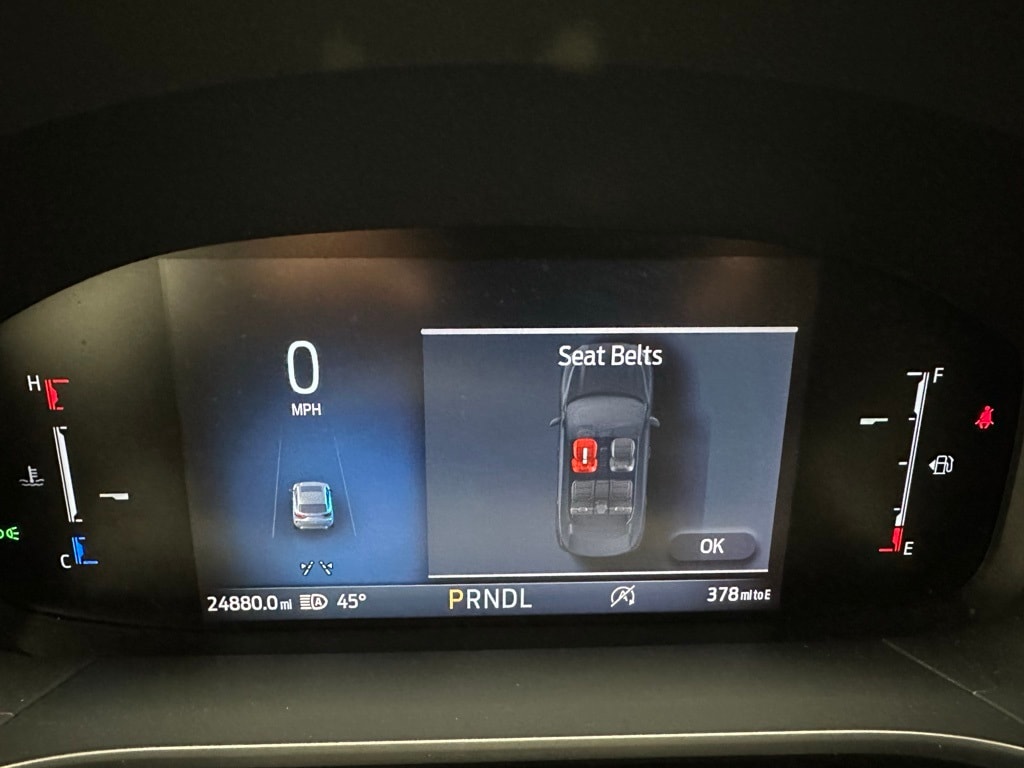 0
MPH
Seat Belts
OK
H
C
F
E
24880.0 mi
A
45°
PRNDL
A
378 mi to E